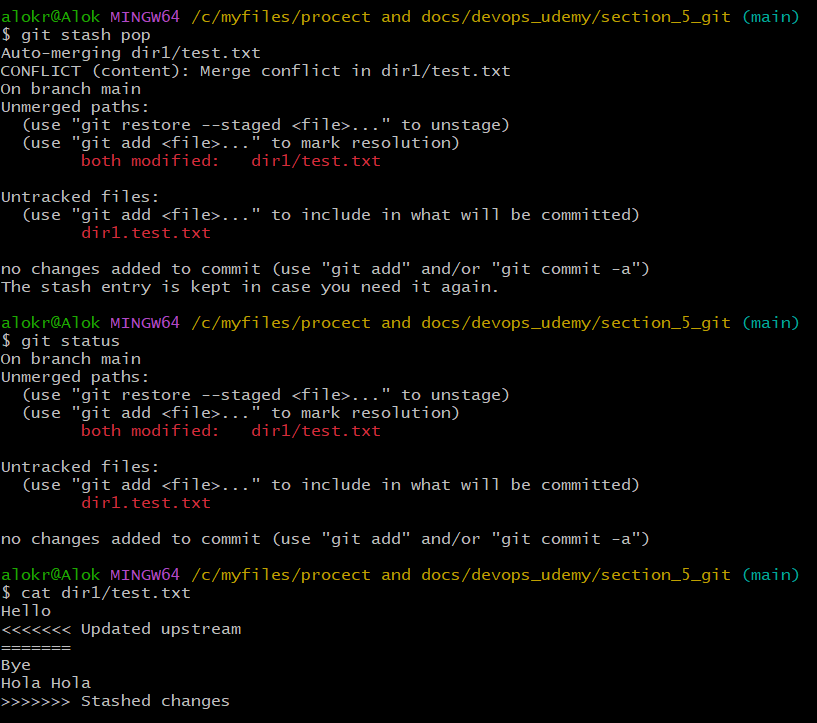 alokr@Alok MINGW64 /c/myfiles/procect and docs/devops_udemy/section_5_git (main)
$ git stash pop
Auto-merging dir1/test.txt
CONFLICT (content): Merge conflict in dir1/test.txt
On branch main
Unmerged paths:
  (use "git restore --staged <file>..." to unstage)
  (use "git add <file>..." to mark resolution)
        both modified:   dir1/test.txt

Untracked files:
  (use "git add <file>..." to include in what will be committed)
        dir1.test.txt

no changes added to commit (use "git add" and/or "git commit -a")
The stash entry is kept in case you need it again.

alokr@Alok MINGW64 /c/myfiles/procect and docs/devops_udemy/section_5_git (main)
$ git status
On branch main
Unmerged paths:
  (use "git restore --staged <file>..." to unstage)
  (use "git add <file>..." to mark resolution)
        both modified:   dir1/test.txt

Untracked files:
  (use "git add <file>..." to include in what will be committed)
        dir1.test.txt

no changes added to commit (use "git add" and/or "git commit -a")

alokr@Alok MINGW64 /c/myfiles/procect and docs/devops_udemy/section_5_git (main)
$ cat dir1/test.txt
Hello
<<<<<<< Updated upstream
=======
Bye
Hola Hola
>>>>>>> Stashed changes